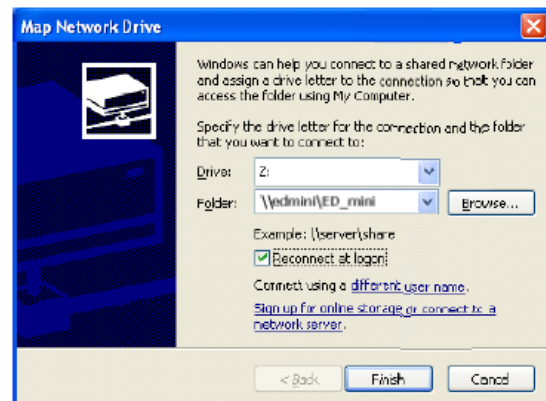 Map Network Drive
Windows can help you connect to a shared network folder
and assign a drive letter to the connection so that you can
access the folder using My Computer.
Specify the drive letter for the connection and the folder
that you want to connect to:
Drive: Z:
Folder: \\edmini\ED_mini Browse...
Example: \\server\share
Reconnect at logon
Connect using a different user name.
Sign up for online storage or connect to a
network server.
< Back Finish Cancel